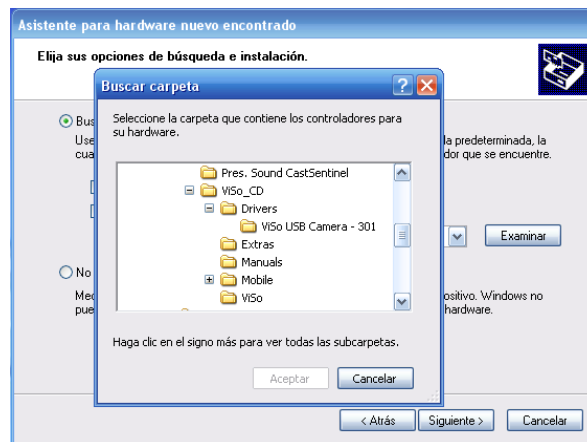 Asistente para hardware nuevo encontrado
Elija sus opciones de búsqueda e instalación.
Buscar carpeta
Seleccione la carpeta que contiene los controladores para
su hardware.
Pres. Sound CastSentinel
ViSo_CD
Drivers
ViSo USB Camera - 301
Extras
Manuals
Mobile
ViSo
Haga clic en el signo más para ver todas las subcarpetas.
Aceptar
Cancelar
la predeterminada, la
que se encuentre.
Examinar
No
Windows no
hardware.
< Atrás
Siguiente >
Cancelar